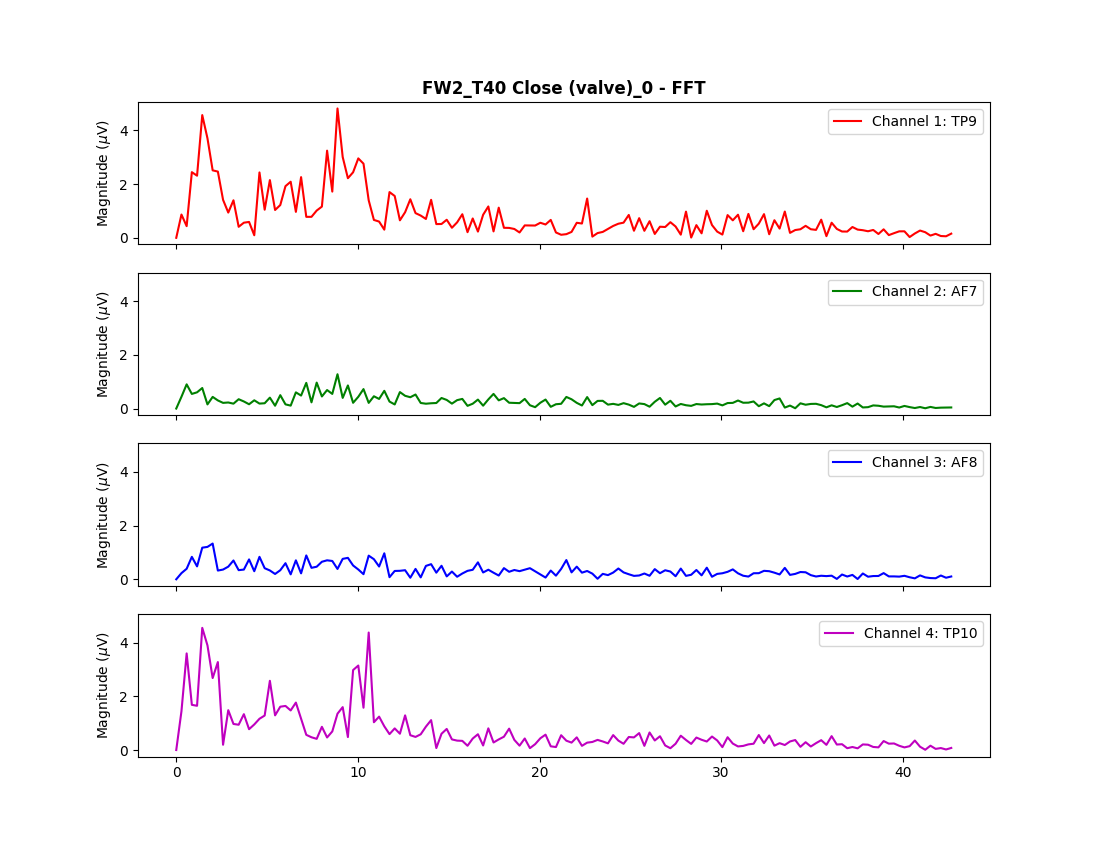 FW2_T40 Close (valve)_0 - FFT
Magnitude (μV)
4
2
0
Channel 1: TP9
Magnitude (μV)
4
2
0
Channel 2: AF7
Magnitude (μV)
4
2
0
Channel 3: AF8
Magnitude (μV)
4
2
0
Channel 4: TP10
0 10 20 30 40